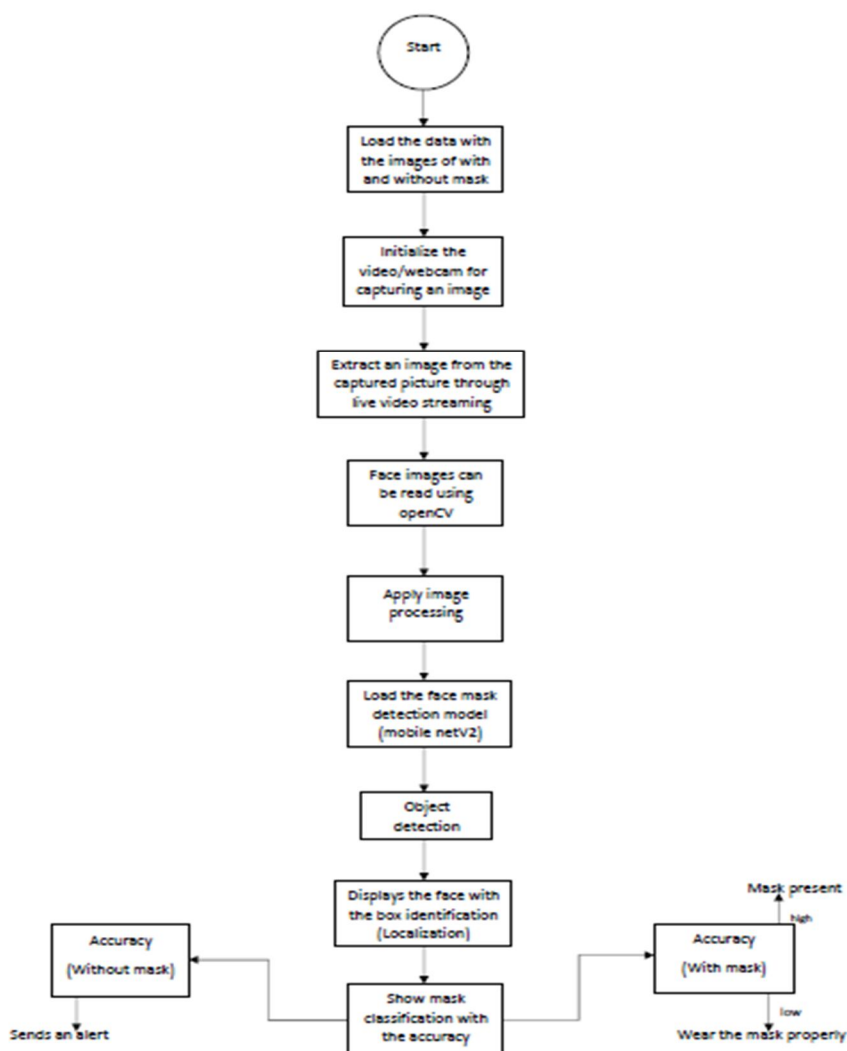 Start
Load the data with
the images of with
and without mask
Initialize the
video/webcam for
capturing an image
Extract an image from the
captured picture through
live video streaming
Face images can
be read using
openCV
Apply image
processing
Load the face mask
detection model
(mobile netV2)
Object
detection
Displays the face with
the box identification
(Localization)
Show mask
classification with
the accuracy
Accuracy
(Without mask)
Sends an alert
Mask present
high
Accuracy
(With mask)
low
Wear the mask properly